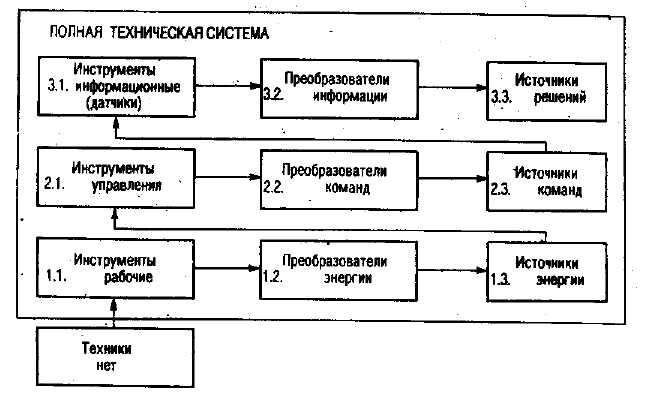 ПОЛНАЯ ТЕХНИЧЕСКАЯ СИСТЕМА
Инструменты
3.1. информационные
(датчики)
Преобразователи
3.2. информации
Источники
3.3. решений
Инструменты
2.1. управления
Преобразователи
2.2. команд
Источники
2.3. команд
Инструменты
1.1. рабочие
Преобразователи
1.2. энергии
Источники
1.3. энергии
Техники
нет